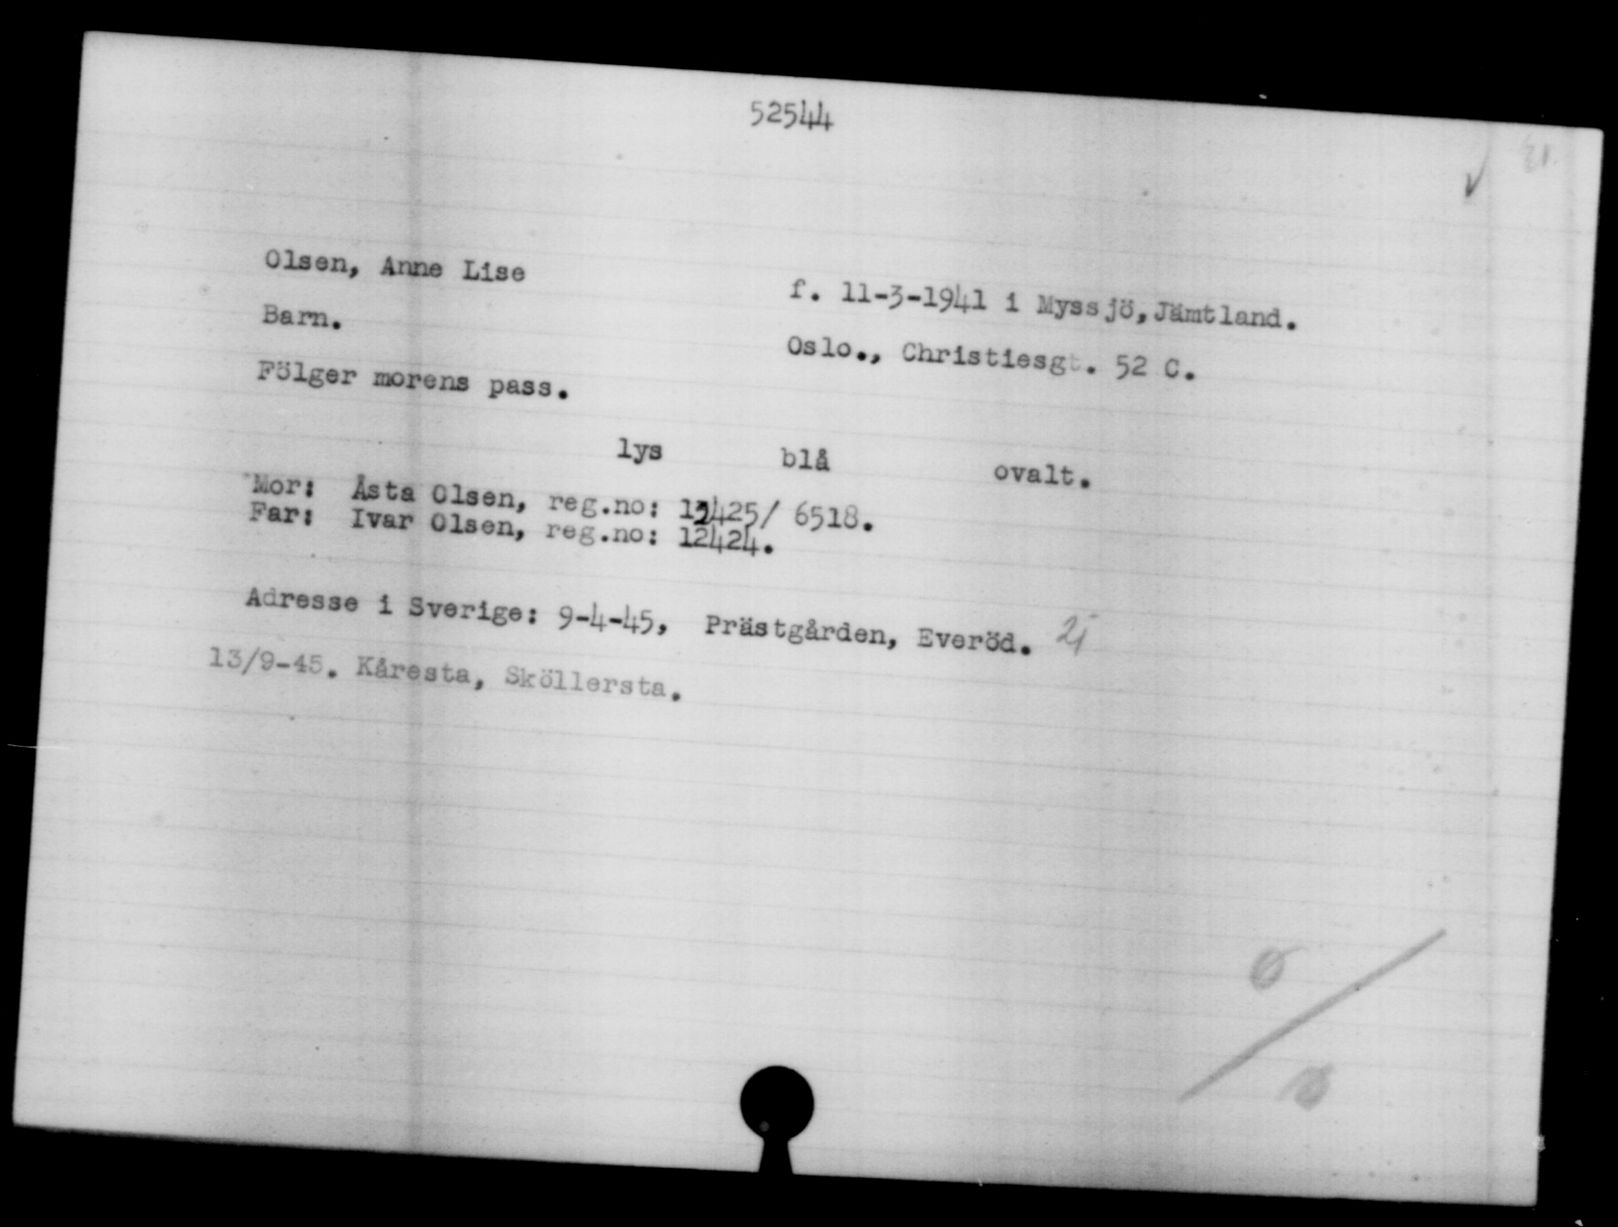 52544
Olsen, Anne Lise
f. 11-3-1941 i Myssjö, Jämtland.
Barn.
Oslo., Christiesgt. 52 C.
Fölger morens pass.
lys blå ovalt.
Mor: Åsta Olsen, reg.no: 12425/ 6518.
Far: Ivar Olsen, reg.no: 12424.
Adresse i Sverige: 9-4-45, Prästgården, Everöd.
13/9-45. Kåresta, Sköllersta.